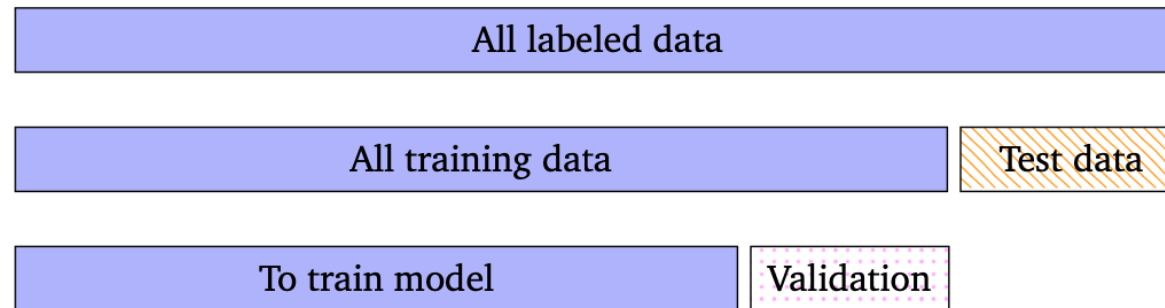 All labeled data
All training data
Test data
To train model
Validation